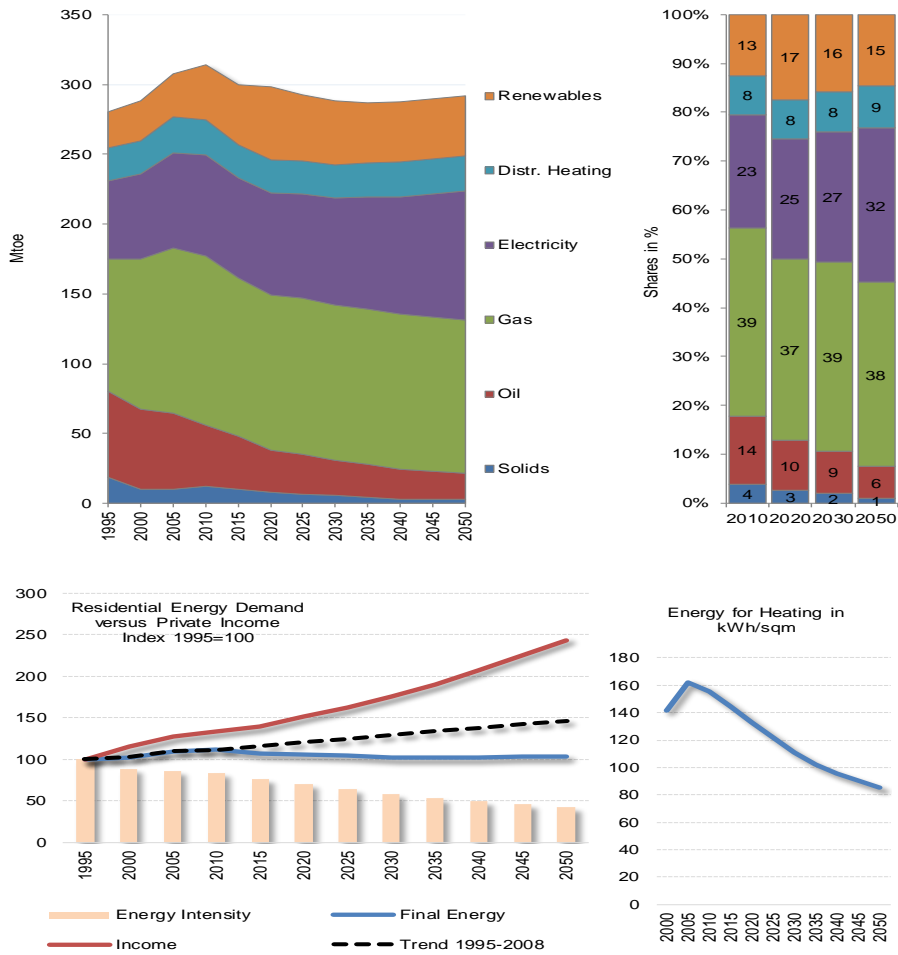 350
300
250
200
150
100
50
0
Mtoe
1995
2000
2005
2010
2015
2020
2025
2030
2035
2040
2045
2050
Renewables
Distr. Heating
Electricity
Gas
Oil
Solids
100%
90%
80%
70%
60%
50%
40%
30%
20%
10%
0%
Shares in %
13 17 16 15
8 8 8 9
23 25 27 32
39 37 39 38
14 10 9 6
4 3 2 1
2010 2020 2030 2050
Residential Energy Demand
versus Private Income
Index 1995=100
300
250
200
150
100
50
0
1995
2000
2005
2010
2015
2020
2025
2030
2035
2040
2045
2050
Energy Intensity
Final Energy
Income
Trend 1995-2008
Energy for Heating in
kWh/sqm
180
160
140
120
100
80
60
40
20
0
2000
2005
2010
2015
2020
2025
2030
2035
2040
2045
2050